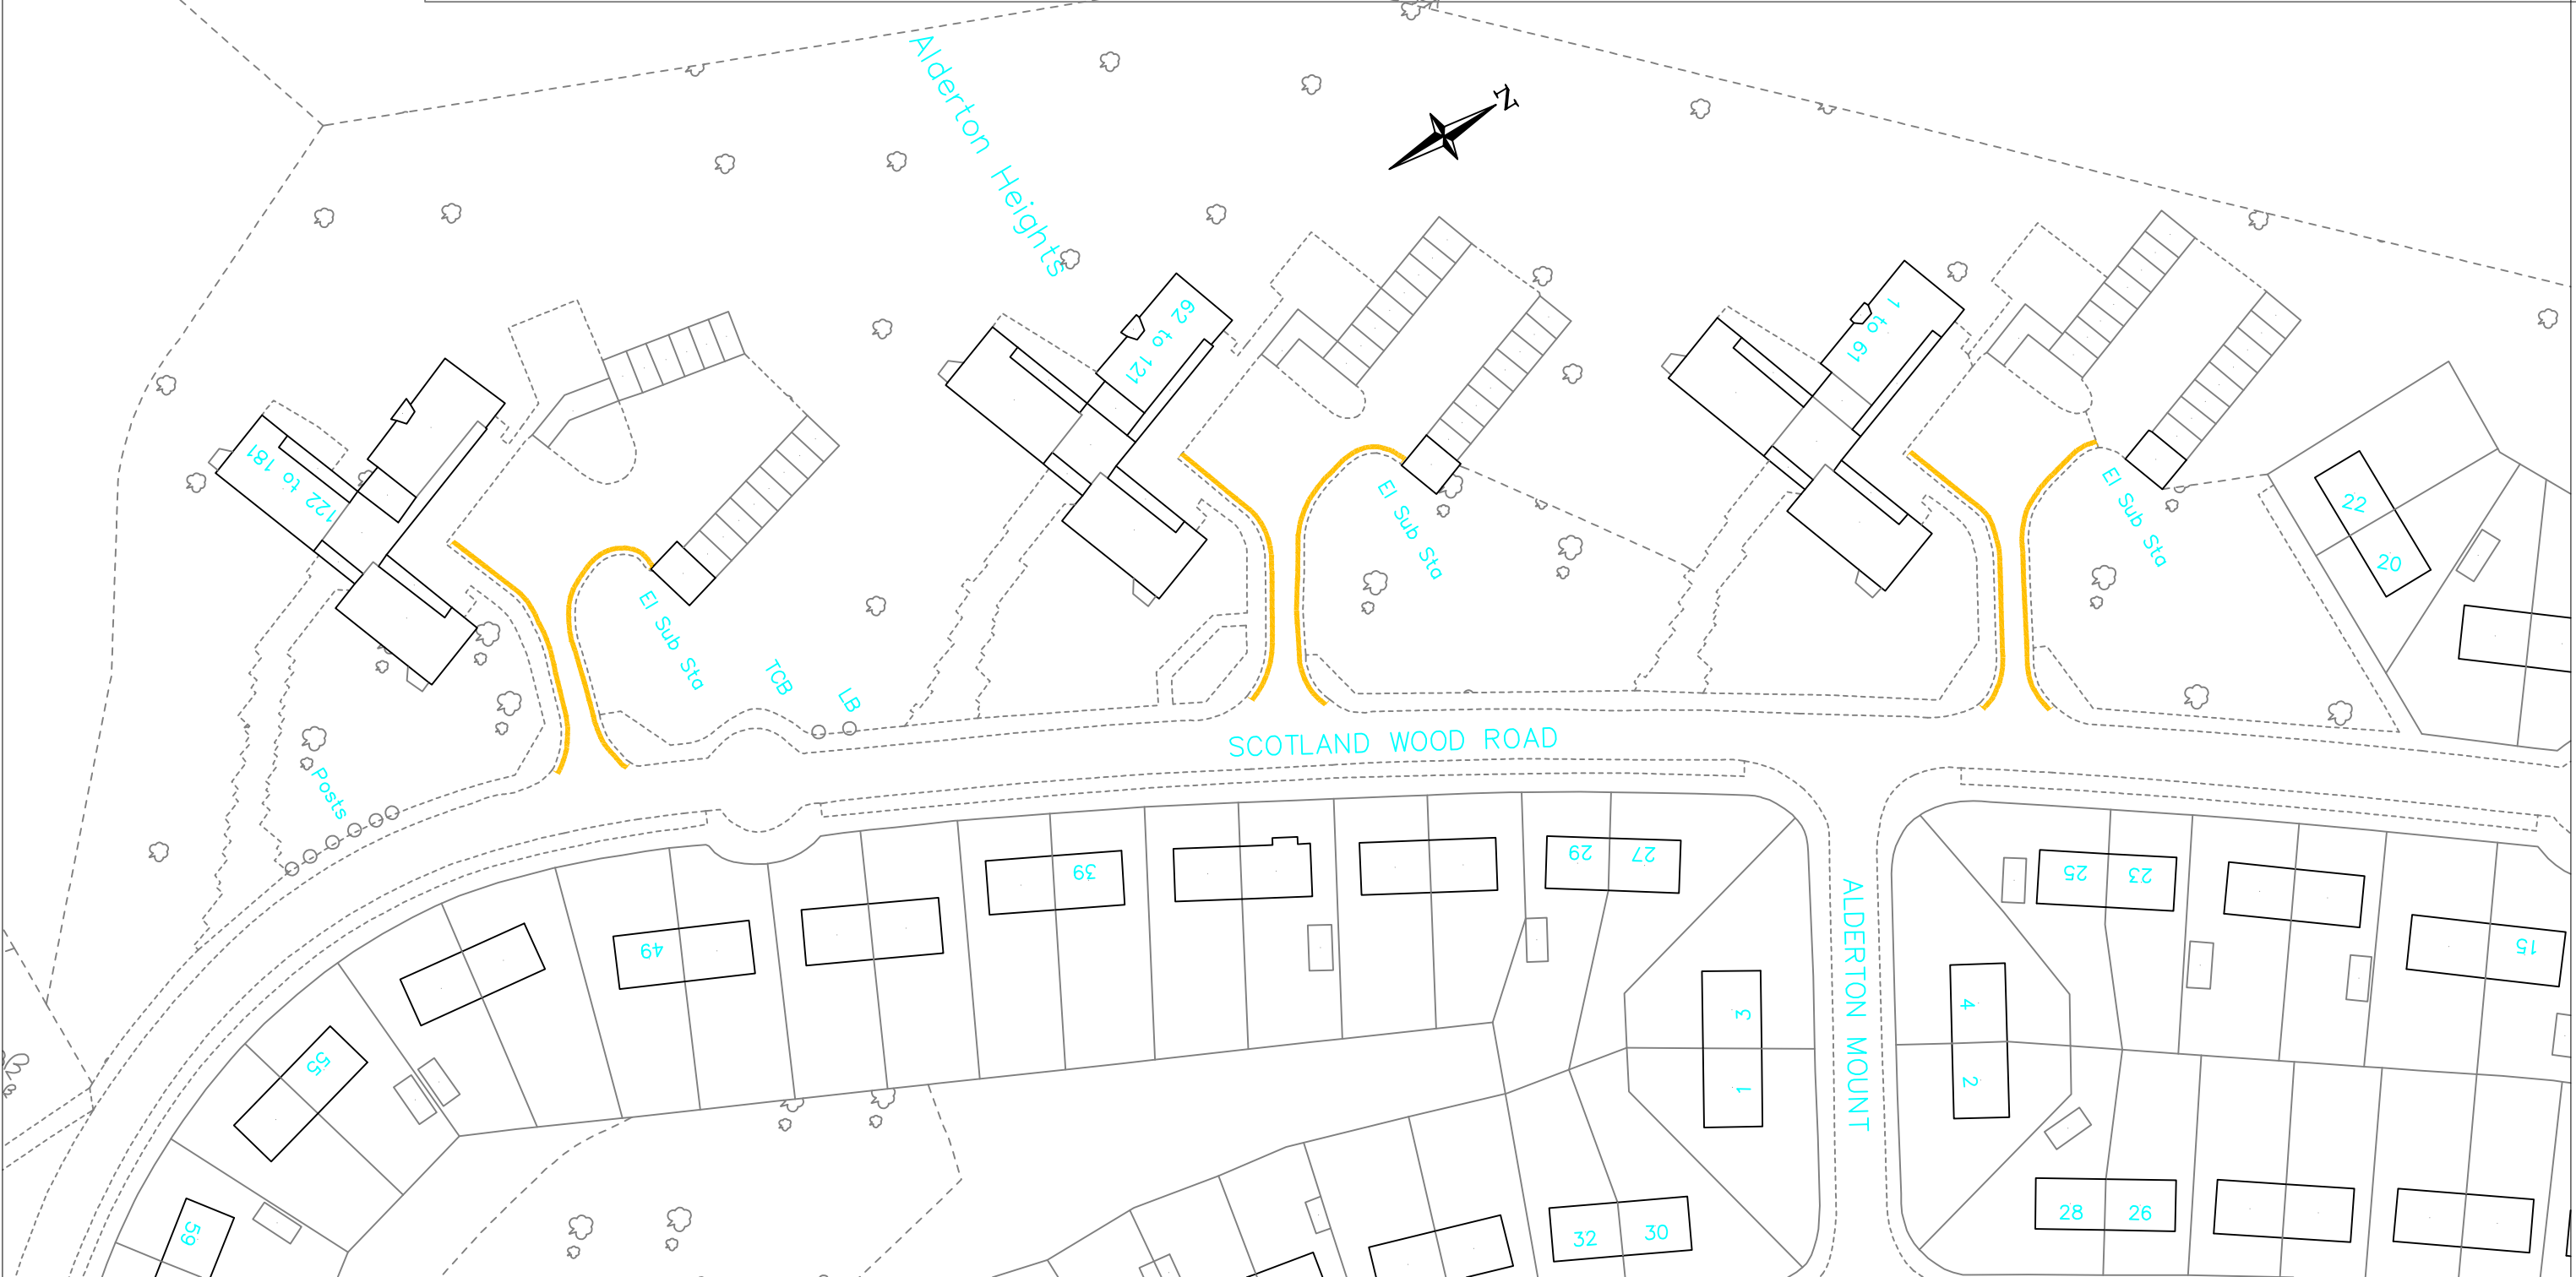 Alderton Heights
N
62 to 121
1 to 61
122 to 181
El Sub Sta
El Sub Sta
El Sub Sta
22
20
TCB
LB
Posts
SCOTLAND WOOD ROAD
ALDERTON MOUNT
55
49
39
29
27
25
23
15
3
1
4
2
59
32
30
28
26